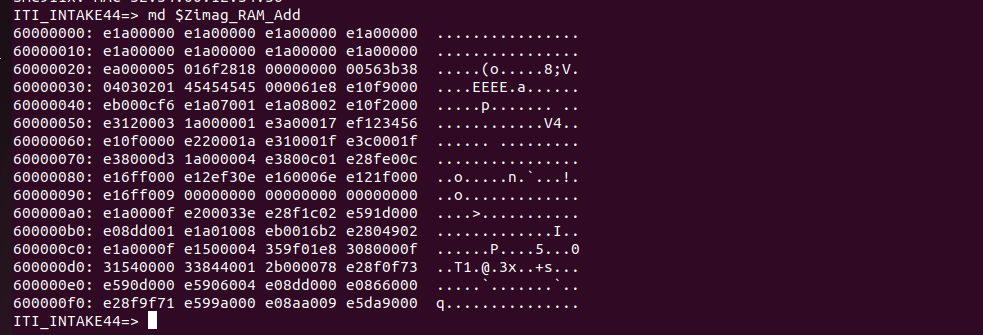 ITI_INTAKE44=> md $Zimag_RAM_Add
60000000: e1a00000 e1a00000 e1a00000 e1a00000  ................
60000010: e1a00000 e1a00000 e1a00000 e1a00000  ................
60000020: ea000005 016f2818 00000000 00563b38  .....(o.....8;V.
60000030: 04030201 45454545 000061e8 e10f9000  ....EEEE.a......
60000040: eb000cf6 e1a07001 e1a08002 e10f2000  .....p....... ..
60000050: e3120003 1a000001 e3a00017 ef123456  ............V4..
60000060: e10f0000 e220001a e310001f e3c0001f  ...... .........
60000070: e38000d3 1a000004 e3800c01 e28fe00c  ................
60000080: e16ff000 e12ef30e e160006e e121f000  ..o.....n.`...!.
60000090: e16ff009 00000000 00000000 00000000  ..o.............
600000a0: e1a0000f e200033e e28f1c02 e591d000  ....>...........
600000b0: e08dd001 e1a01008 eb0016b2 e2804902  .............I..
600000c0: e1a0000f e1500004 359f01e8 3080000f  ......P....5...0
600000d0: 31540000 33844001 2b000078 e28f0f73  ..T1.@.3x..+s...
600000e0: e590d000 e5906004 e08dd000 e0866000  .....`.......`..
600000f0: e28f9f71 e599a000 e08aa009 e5da9000  q...............
ITI_INTAKE44=>